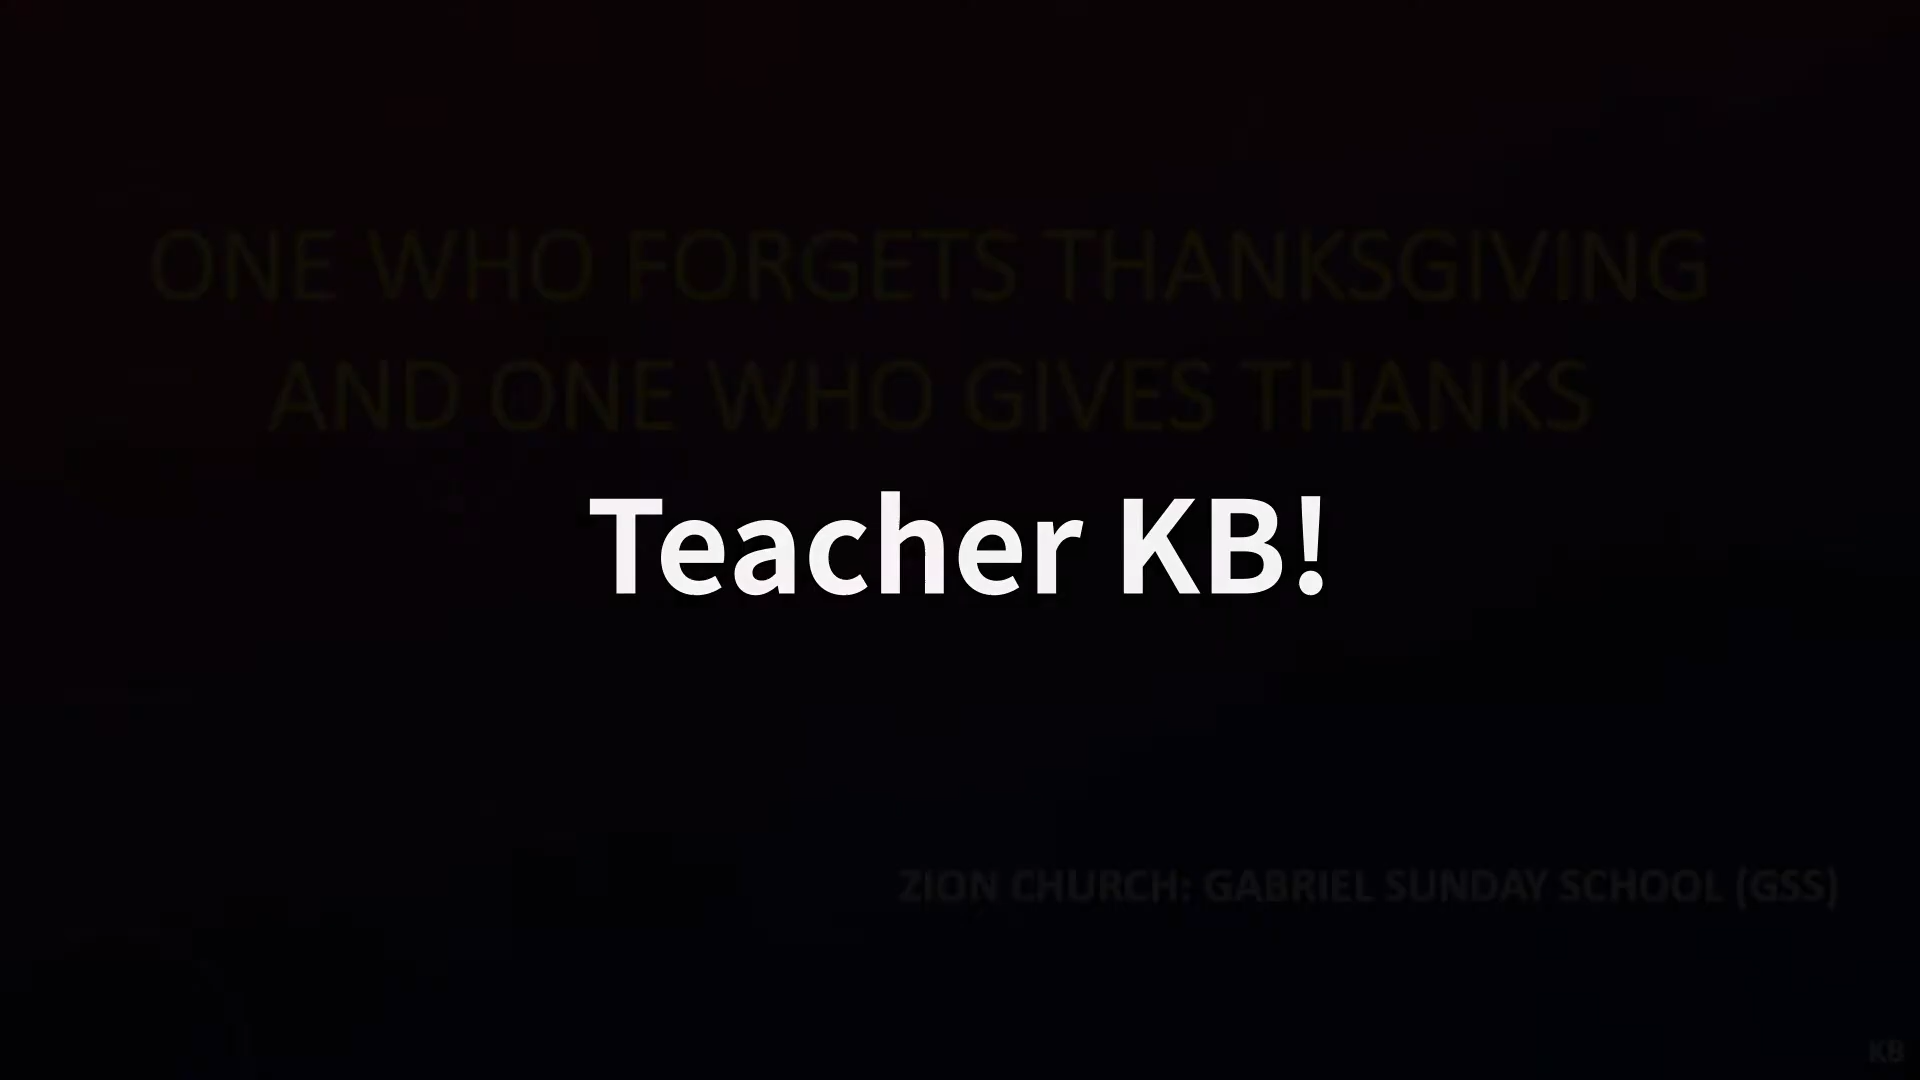 ONE WHO FORGETS THANKSGIVING
AND ONE WHO GIVES THANKS
Teacher KB!
ZION CHURCH: GABRIEL SUNDAY SCHOOL (GSS)
KB